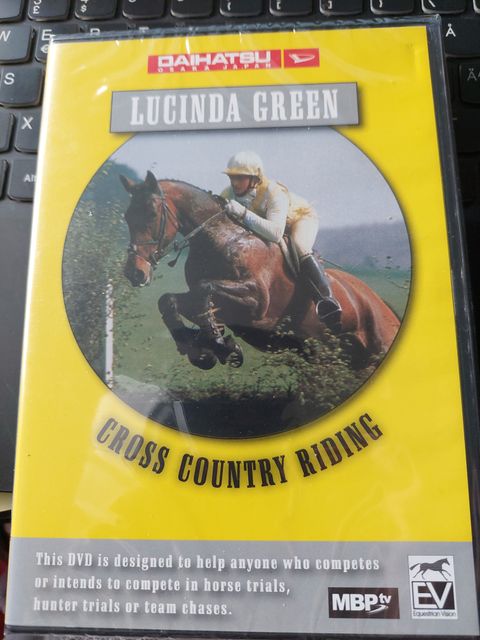 DAIHATSU
OSAKA JAPAN
LUCINDA GREEN
CROSS COUNTRY RIDING
This DVD is designed to help anyone who competes
or intends to compete in horse trials,
hunter trials or team chases.
MBPtv
EV
Equestrian Vision
S
X
Alt
Ä